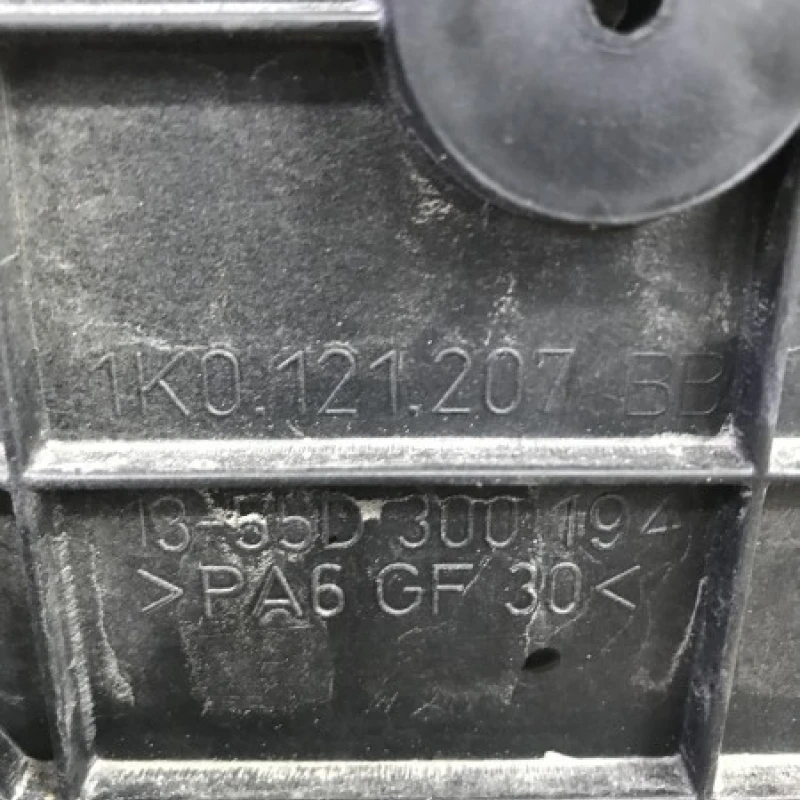 1K0.121.207 BB
13-55D 300 194
>PA6 GF 30<